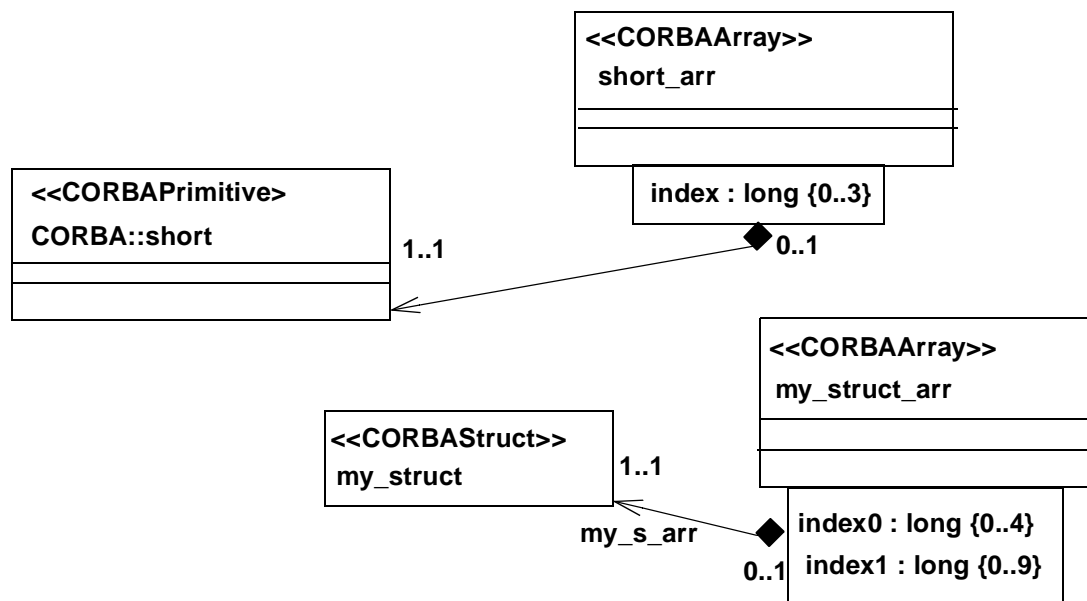 <<CORBAArray>>
short_arr
index : long {0..3}
<<CORBAPrimitive>
CORBA::short
1..1
0..1
<<CORBAArray>>
my_struct_arr
<<CORBAStruct>>
my_struct
1..1
my_s_arr
0..1
index0 : long {0..4}
index1 : long {0..9}